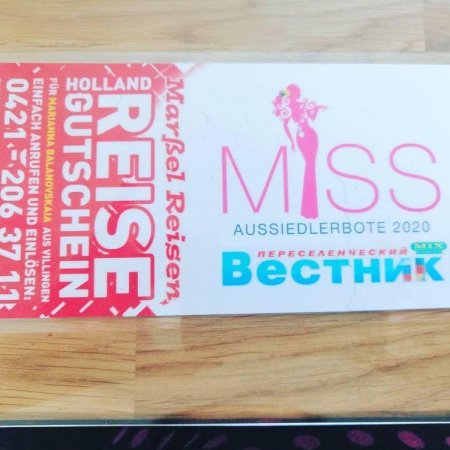 Marßel Reisen
HOLLAND
REISE
GUTSCHEIN
FÜR MARIANNA BALANOVSKAIA AUS VILLINGEN
EINFACH ANRUFEN UND EINLÖSEN:
0421 - 206 37 11
MISS
AUSSIEDLERBOTE 2020
ПЕРЕСЕЛЕНЧЕСКИЙ MIX
Вестник